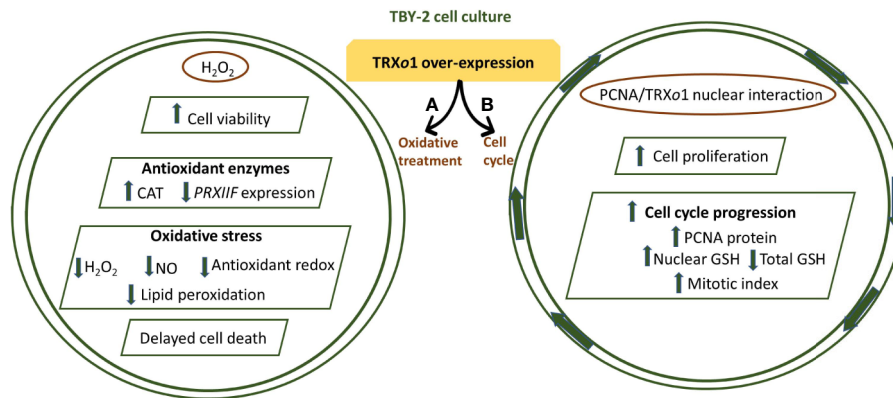 TBY-2 cell culture
TRXo1 over-expression
A B
Oxidative treatment
Cell cycle
H₂O₂
Cell viability
Antioxidant enzymes
CAT PRXIIF expression
Oxidative stress
H₂O₂ NO Antioxidant redox
Lipid peroxidation
Delayed cell death
PCNA/TRXo1 nuclear interaction
Cell proliferation
Cell cycle progression
PCNA protein
Nuclear GSH Total GSH
Mitotic index